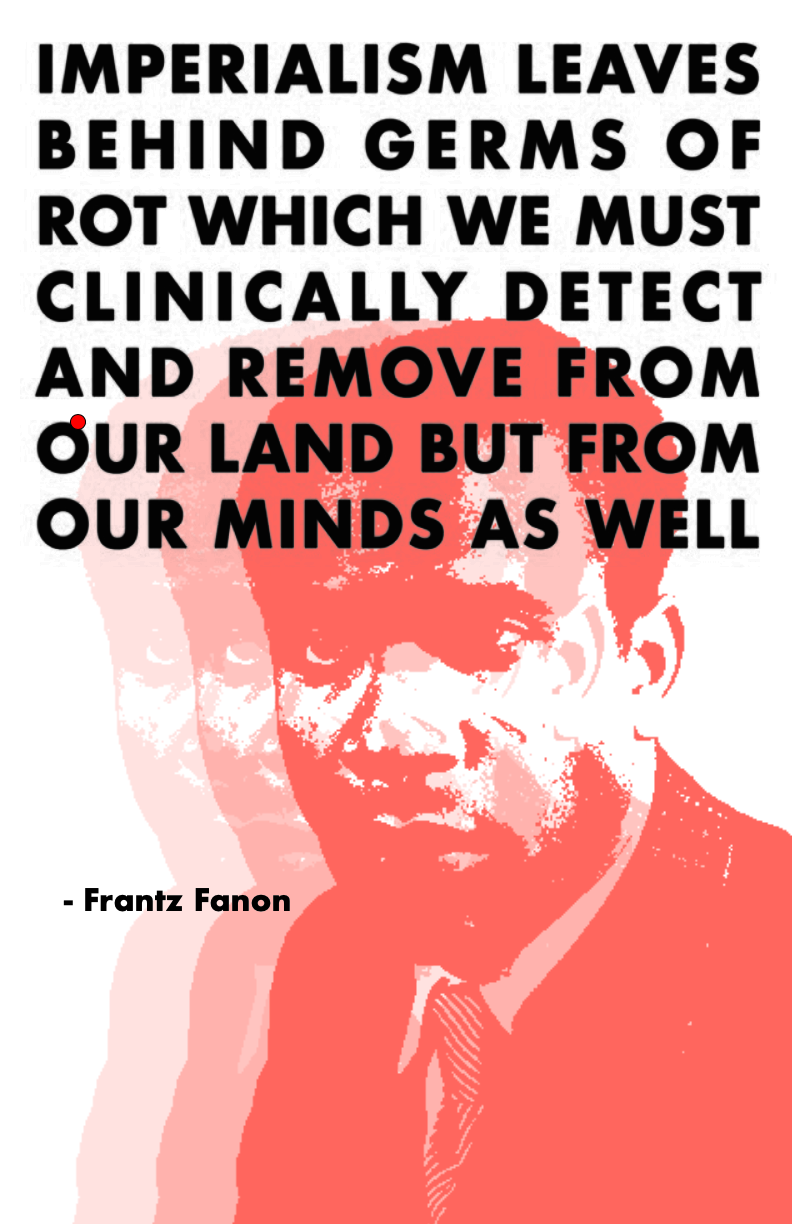 IMPERIALISM LEAVES
BEHIND GERMS OF
ROT WHICH WE MUST
CLINICALLY DETECT
AND REMOVE FROM
OUR LAND BUT FROM
OUR MINDS AS WELL
- Frantz Fanon